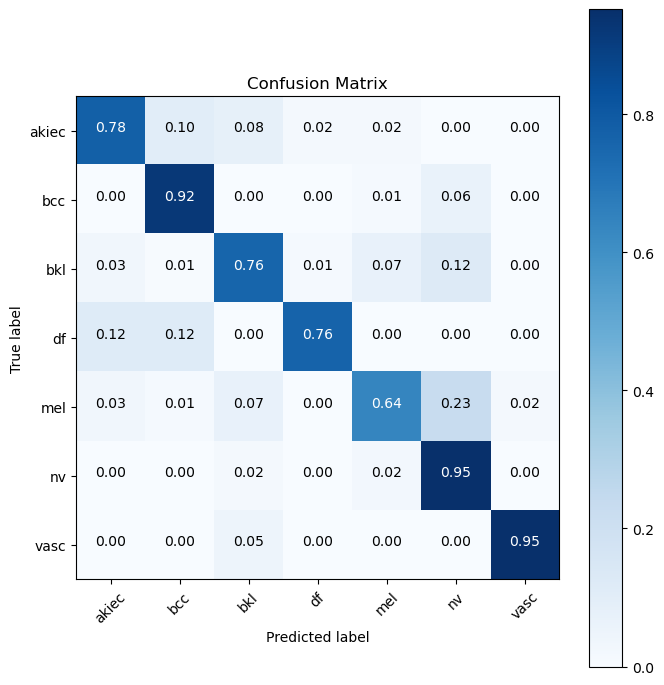 Confusion Matrix
akiec 0.78 0.10 0.08 0.02 0.02 0.00 0.00
bcc 0.00 0.92 0.00 0.00 0.01 0.06 0.00
bkl 0.03 0.01 0.76 0.01 0.07 0.12 0.00
df 0.12 0.12 0.00 0.76 0.00 0.00 0.00
mel 0.03 0.01 0.07 0.00 0.64 0.23 0.02
nv 0.00 0.00 0.02 0.00 0.02 0.95 0.00
vasc 0.00 0.00 0.05 0.00 0.00 0.00 0.95
akiec bcc bkl df mel nv vasc
Predicted label
True label
0.8
0.6
0.4
0.2
0.0